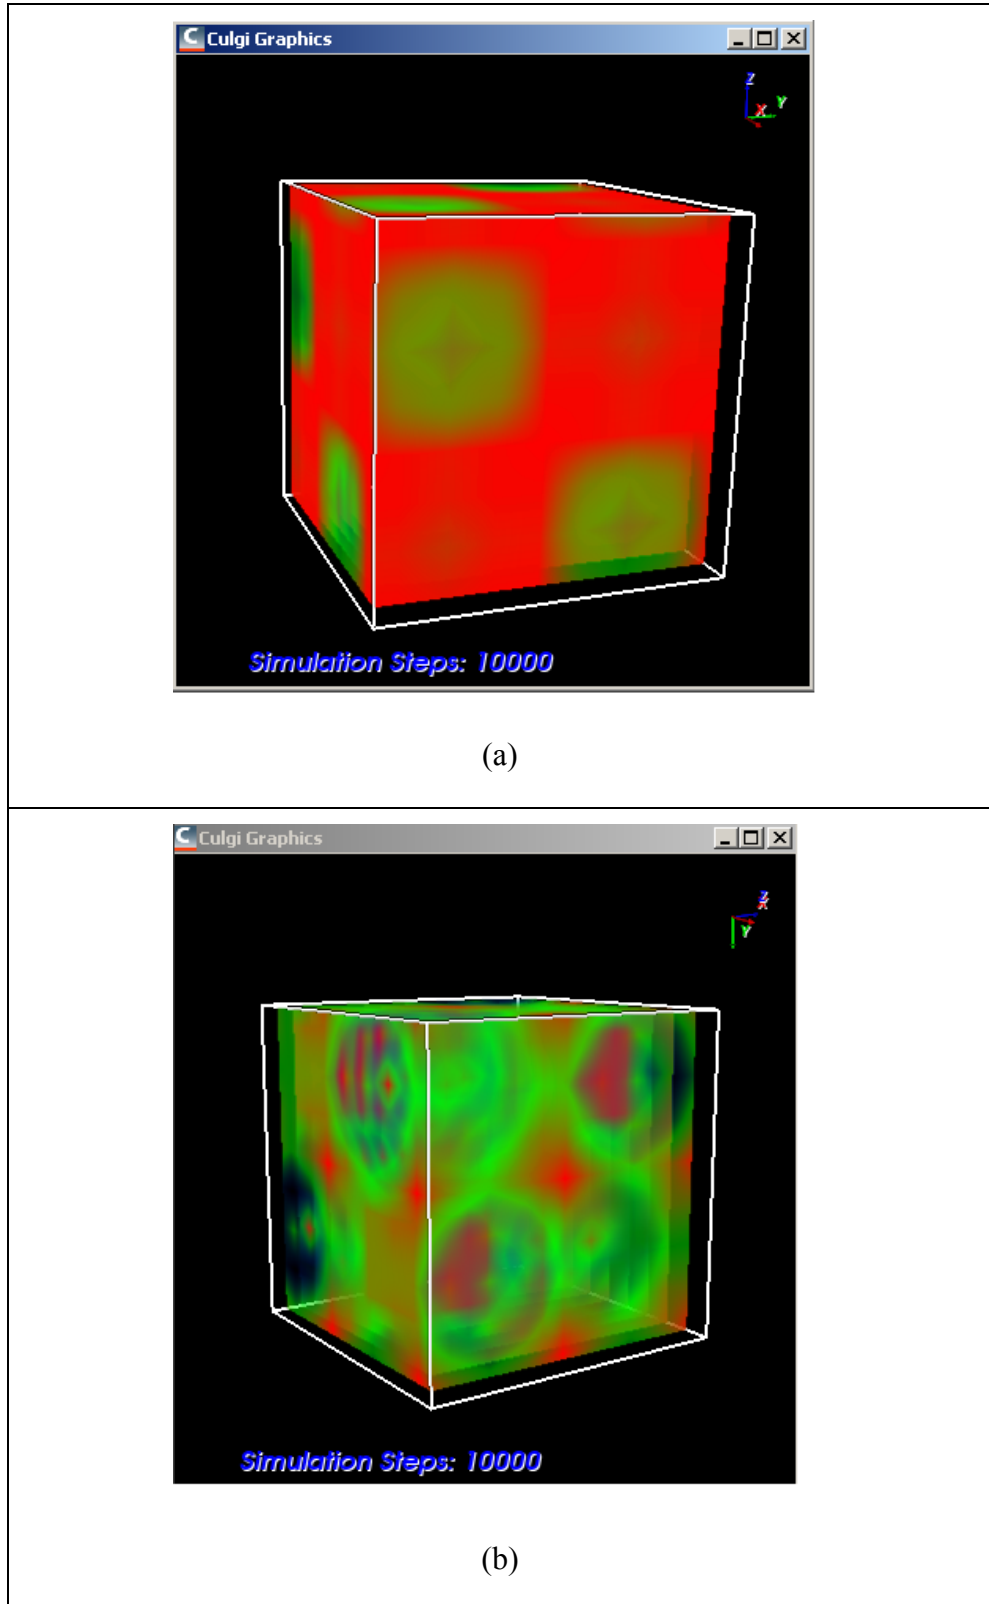 Culgi Graphics
Z
X Y
Simulation Steps: 10000
(a)
Culgi Graphics
Z
X
Y
Simulation Steps: 10000
(b)